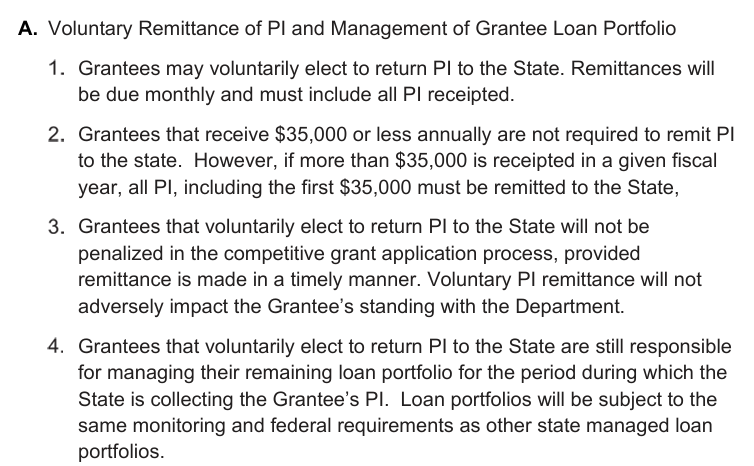 A. Voluntary Remittance of PI and Management of Grantee Loan Portfolio
1. Grantees may voluntarily elect to return PI to the State. Remittances will
be due monthly and must include all PI receipted.
2. Grantees that receive $35,000 or less annually are not required to remit PI
to the state.  However, if more than $35,000 is receipted in a given fiscal
year, all PI, including the first $35,000 must be remitted to the State,
3. Grantees that voluntarily elect to return PI to the State will not be
penalized in the competitive grant application process, provided
remittance is made in a timely manner. Voluntary PI remittance will not
adversely impact the Grantee’s standing with the Department.
4. Grantees that voluntarily elect to return PI to the State are still responsible
for managing their remaining loan portfolio for the period during which the
State is collecting the Grantee’s PI.  Loan portfolios will be subject to the
same monitoring and federal requirements as other state managed loan
portfolios.